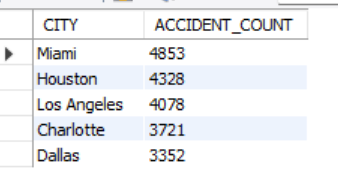 CITY ACCIDENT_COUNT
Miami 4853
Houston 4328
Los Angeles 4078
Charlotte 3721
Dallas 3352